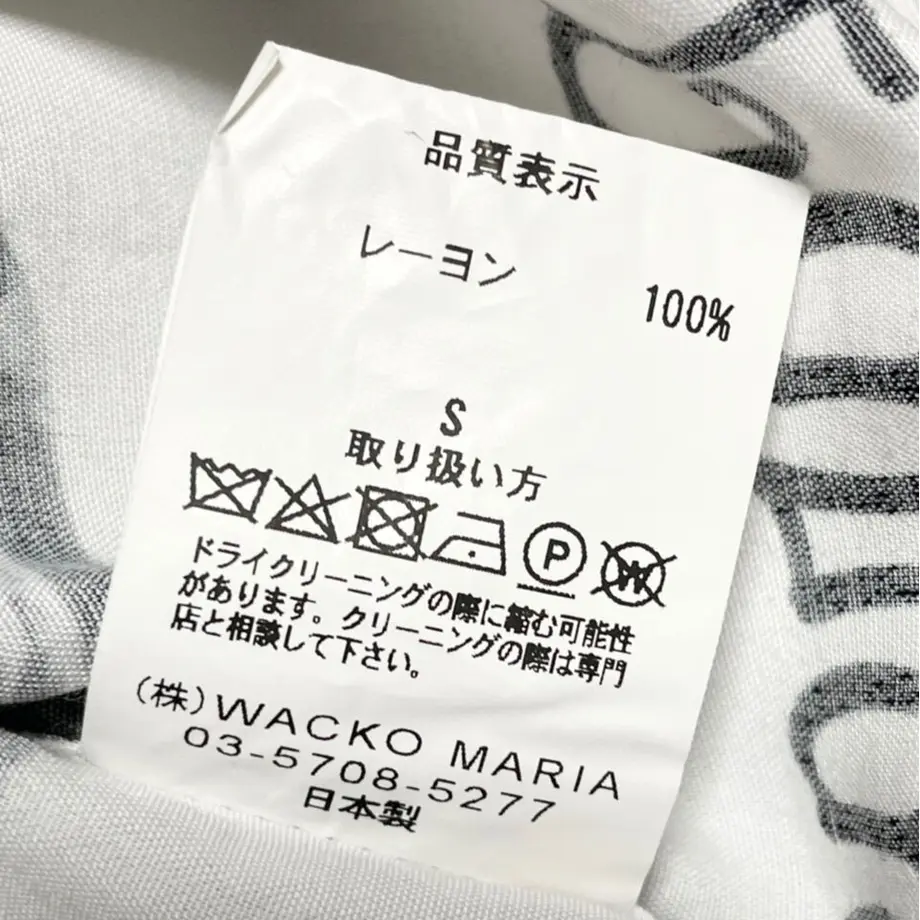 品質表示
レーヨン 100%
S
取り扱い方
P W
ドライクリーニングの際に縮む可能性
があります。クリーニングの際は専門
店と相談して下さい。
(株)WACKO MARIA
03-5708-5277
日本製